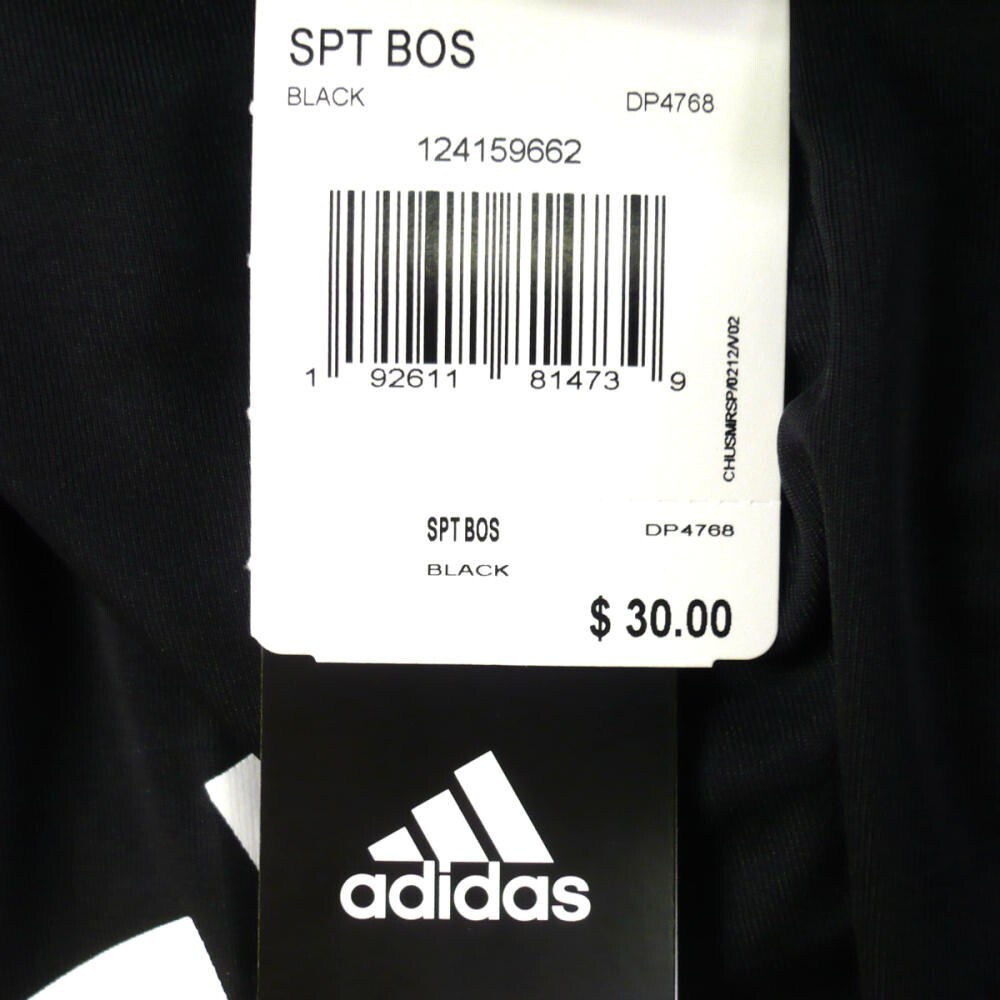 SPT BOS
BLACK DP4768
124159662
1 92611 81473 9
CHUSMRSP/0212/V02
SPT BOS DP4768
BLACK
$ 30.00
adidas